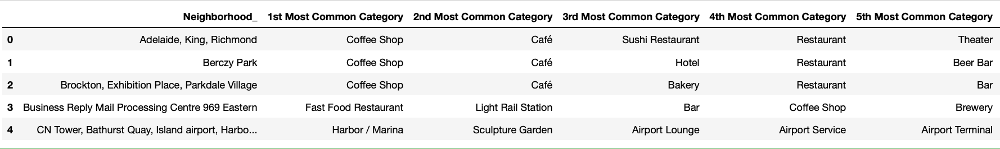 Neighborhood_ 1st Most Common Category 2nd Most Common Category 3rd Most Common Category 4th Most Common Category 5th Most Common Category
0 Adelaide, King, Richmond Coffee Shop Café Sushi Restaurant Restaurant Theater
1 Berczy Park Coffee Shop Café Hotel Restaurant Beer Bar
2 Brockton, Exhibition Place, Parkdale Village Coffee Shop Café Bakery Restaurant Bar
3 Business Reply Mail Processing Centre 969 Eastern Fast Food Restaurant Light Rail Station Bar Coffee Shop Brewery
4 CN Tower, Bathurst Quay, Island airport, Harbo... Harbor / Marina Sculpture Garden Airport Lounge Airport Service Airport Terminal